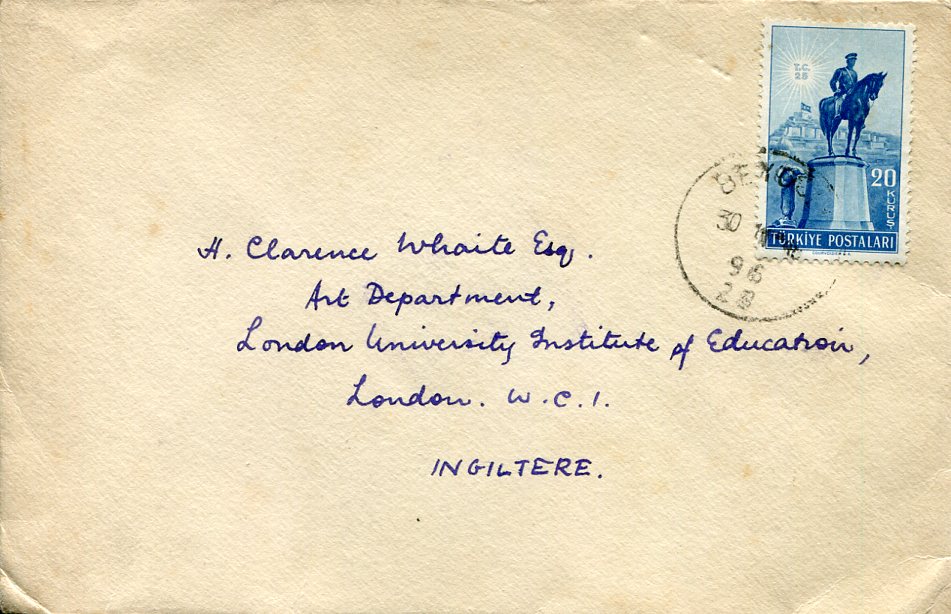 T.C.
25
20
KURUŞ
TÜRKİYE POSTALARI
COURVOISIER S.A.
30
H. Clarence Whaite Esq.
Art Department,
London University Institute of Education,
London. W.C.1.
INGILTERE.